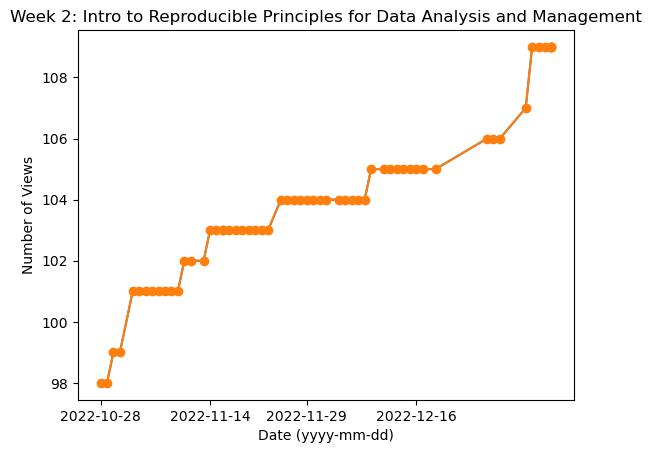 Week 2: Intro to Reproducible Principles for Data Analysis and Management
Number of Views
108
106
104
102
100
98
2022-10-28 2022-11-14 2022-11-29 2022-12-16
Date (yyyy-mm-dd)